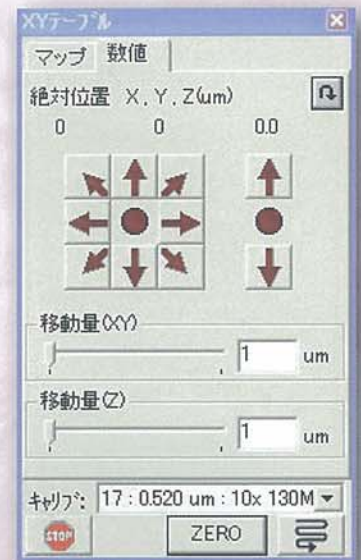 XYテーブル
マップ 数値
絶対位置 X, Y, Z(um)
0 0 0.0
移動量(XY)
1 um
移動量(Z)
1 um
ｷｬﾘﾌﾞ: 17 : 0.520 um : 10x 130M
STOP ZERO